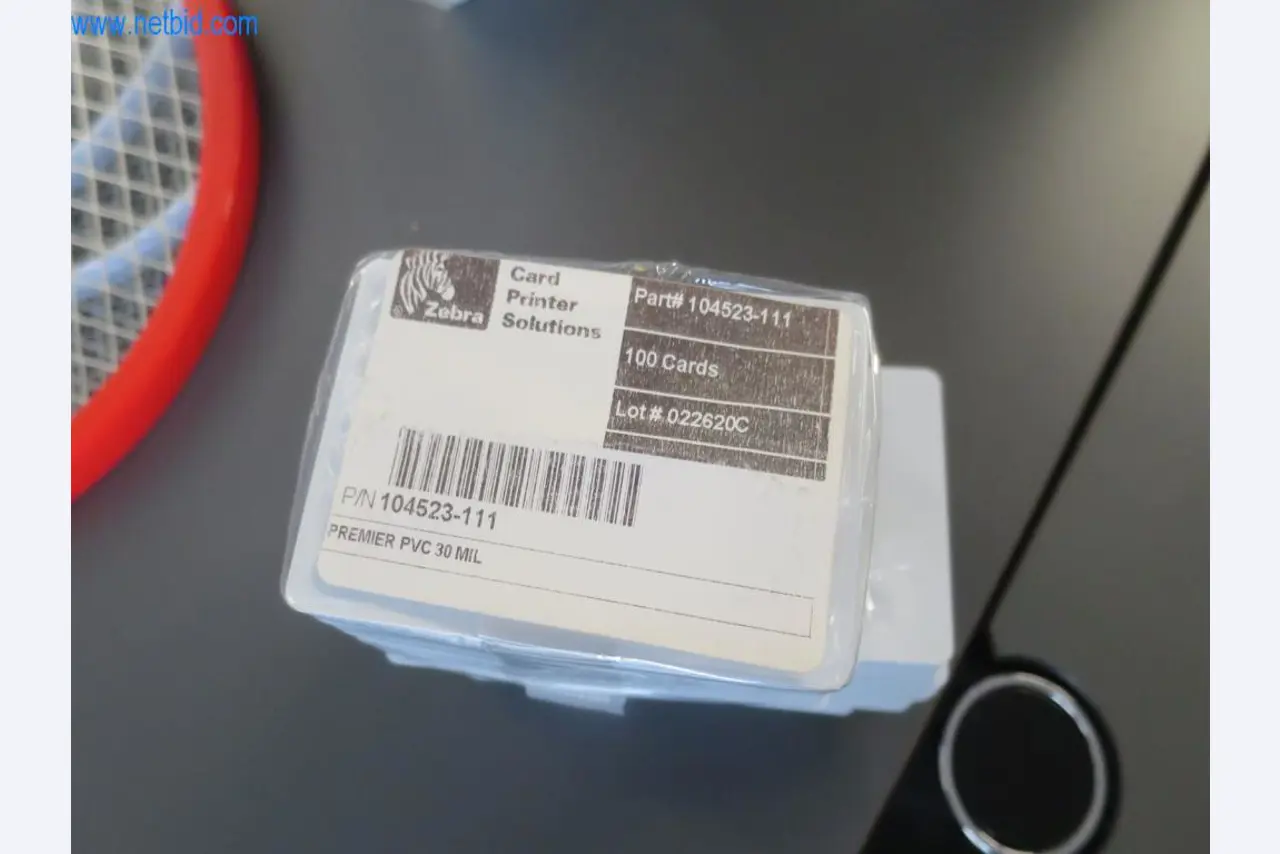 www.netbid.com
Zebra
®
Card
Printer
Solutions
Part# 104523-111
100 Cards
Lot # 022620C
P/N 104523-111
PREMIER PVC 30 MIL